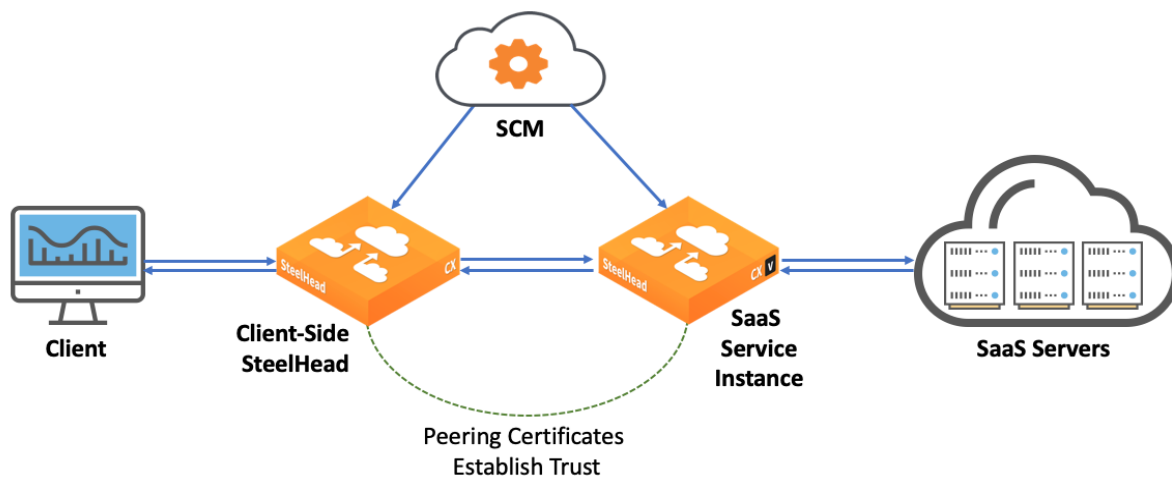 SCM
SteelHead
CX
SteelHead
CX V
Client
Client-Side
SteelHead
SaaS
Service
Instance
SaaS Servers
Peering Certificates
Establish Trust